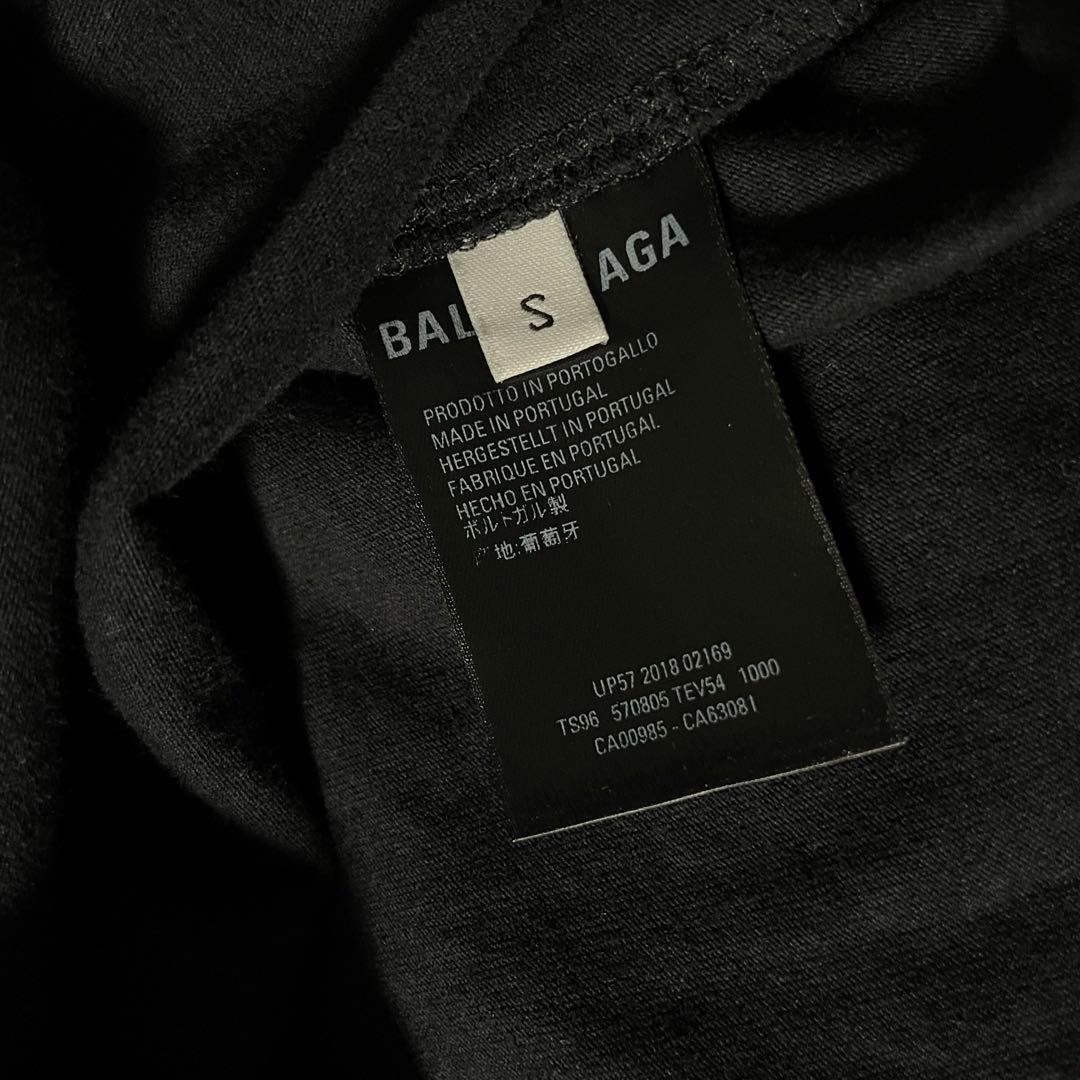 BAL AGA
S
PRODOTTO IN PORTOGALLO
MADE IN PORTUGAL
HERGESTELLT IN PORTUGAL
FABRIQUE EN PORTUGAL
HECHO EN PORTUGAL
ポルトガル製
地:葡萄牙
UP57 2018 02169
TS96 570805 TEV54 1000
CA00985 - CA63081